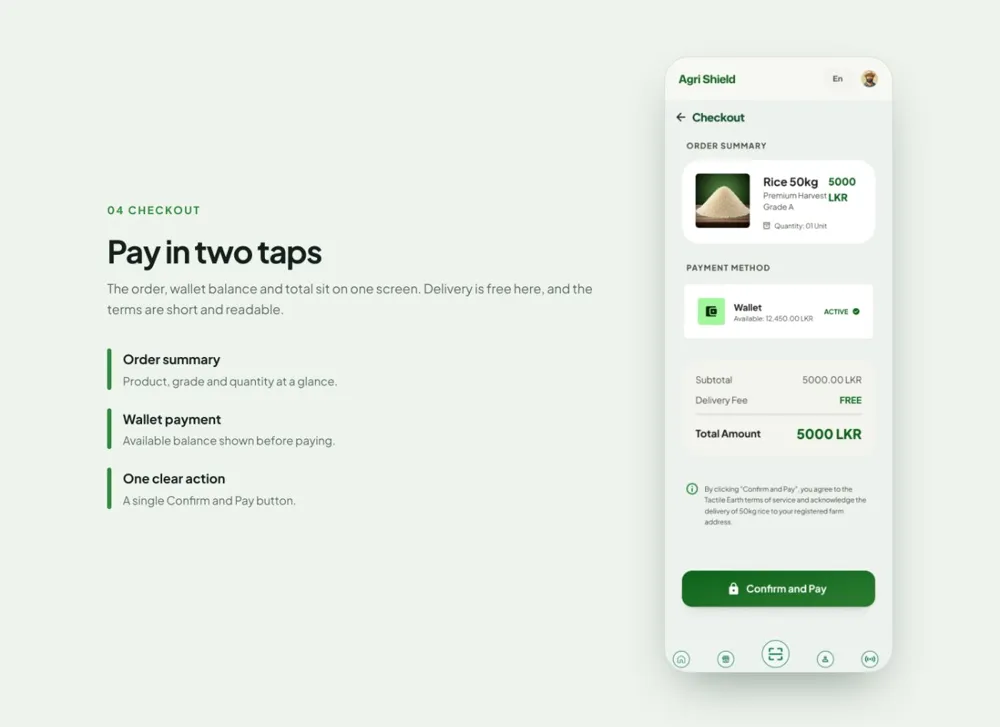 04 CHECKOUT
Pay in two taps
The order, wallet balance and total sit on one screen. Delivery is free here, and the
terms are short and readable.
Order summary
Product, grade and quantity at a glance.
Wallet payment
Available balance shown before paying.
One clear action
A single Confirm and Pay button.
Agri Shield
En
Checkout
ORDER SUMMARY
Rice 50kg
5000
LKR
Premium Harvest
Grade A
Quantity: 01 Unit
PAYMENT METHOD
Wallet
Available: 12,450.00 LKR
ACTIVE
Subtotal 5000.00 LKR
Delivery Fee FREE
Total Amount 5000 LKR
By clicking "Confirm and Pay", you agree to the
Tactile Earth terms of service and acknowledge the
delivery of 50kg rice to your registered farm
address.
Confirm and Pay